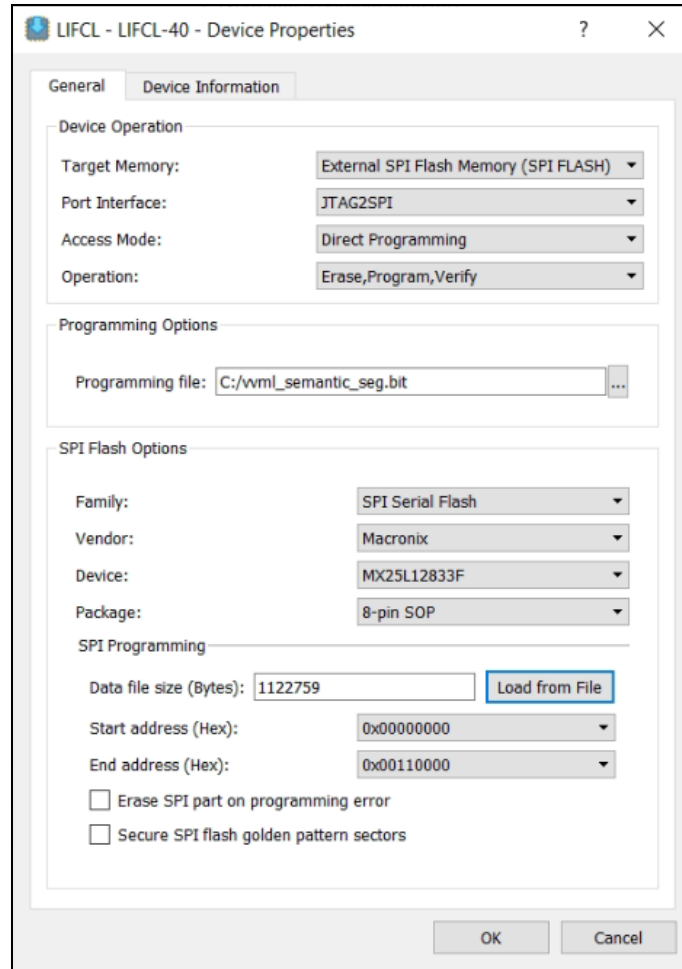 LIFCL - LIFCL-40 - Device Properties ? ×
General Device Information
Device Operation
Target Memory: External SPI Flash Memory (SPI FLASH)
Port Interface: JTAG2SPI
Access Mode: Direct Programming
Operation: Erase,Program,Verify
Programming Options
Programming file: C:/vvml_semantic_seg.bit ...
SPI Flash Options
Family: SPI Serial Flash
Vendor: Macronix
Device: MX25L12833F
Package: 8-pin SOP
SPI Programming
Data file size (Bytes): 1122759 Load from File
Start address (Hex): 0x00000000
End address (Hex): 0x00110000
Erase SPI part on programming error
Secure SPI flash golden pattern sectors
OK Cancel